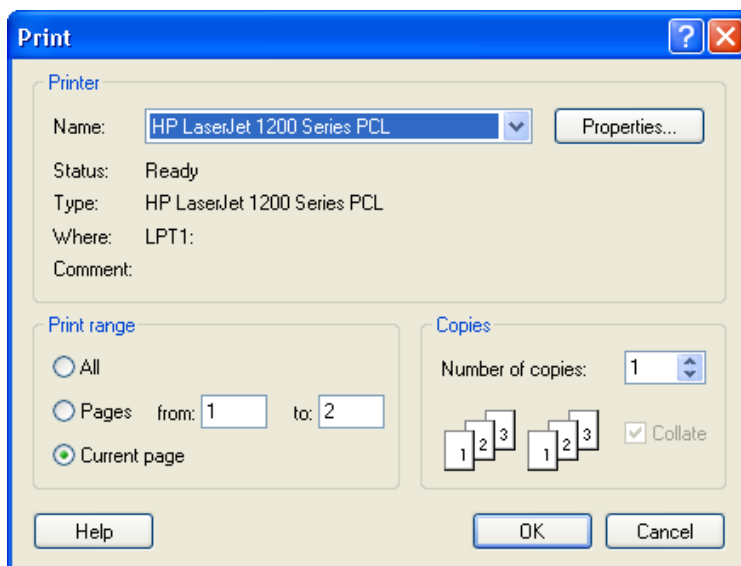 Print
Printer
Name: HP LaserJet 1200 Series PCL Properties...
Status: Ready
Type: HP LaserJet 1200 Series PCL
Where: LPT1:
Comment:
Print range
All
Pages from: 1 to: 2
Current page
Copies
Number of copies: 1
1 2 3 1 2 3 Collate
Help OK Cancel